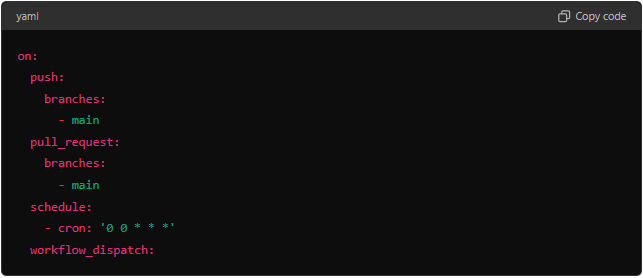 yaml
Copy code
on:
  push:
    branches:
      - main
  pull_request:
    branches:
      - main
  schedule:
    - cron: '0 0 * * *'
  workflow_dispatch: